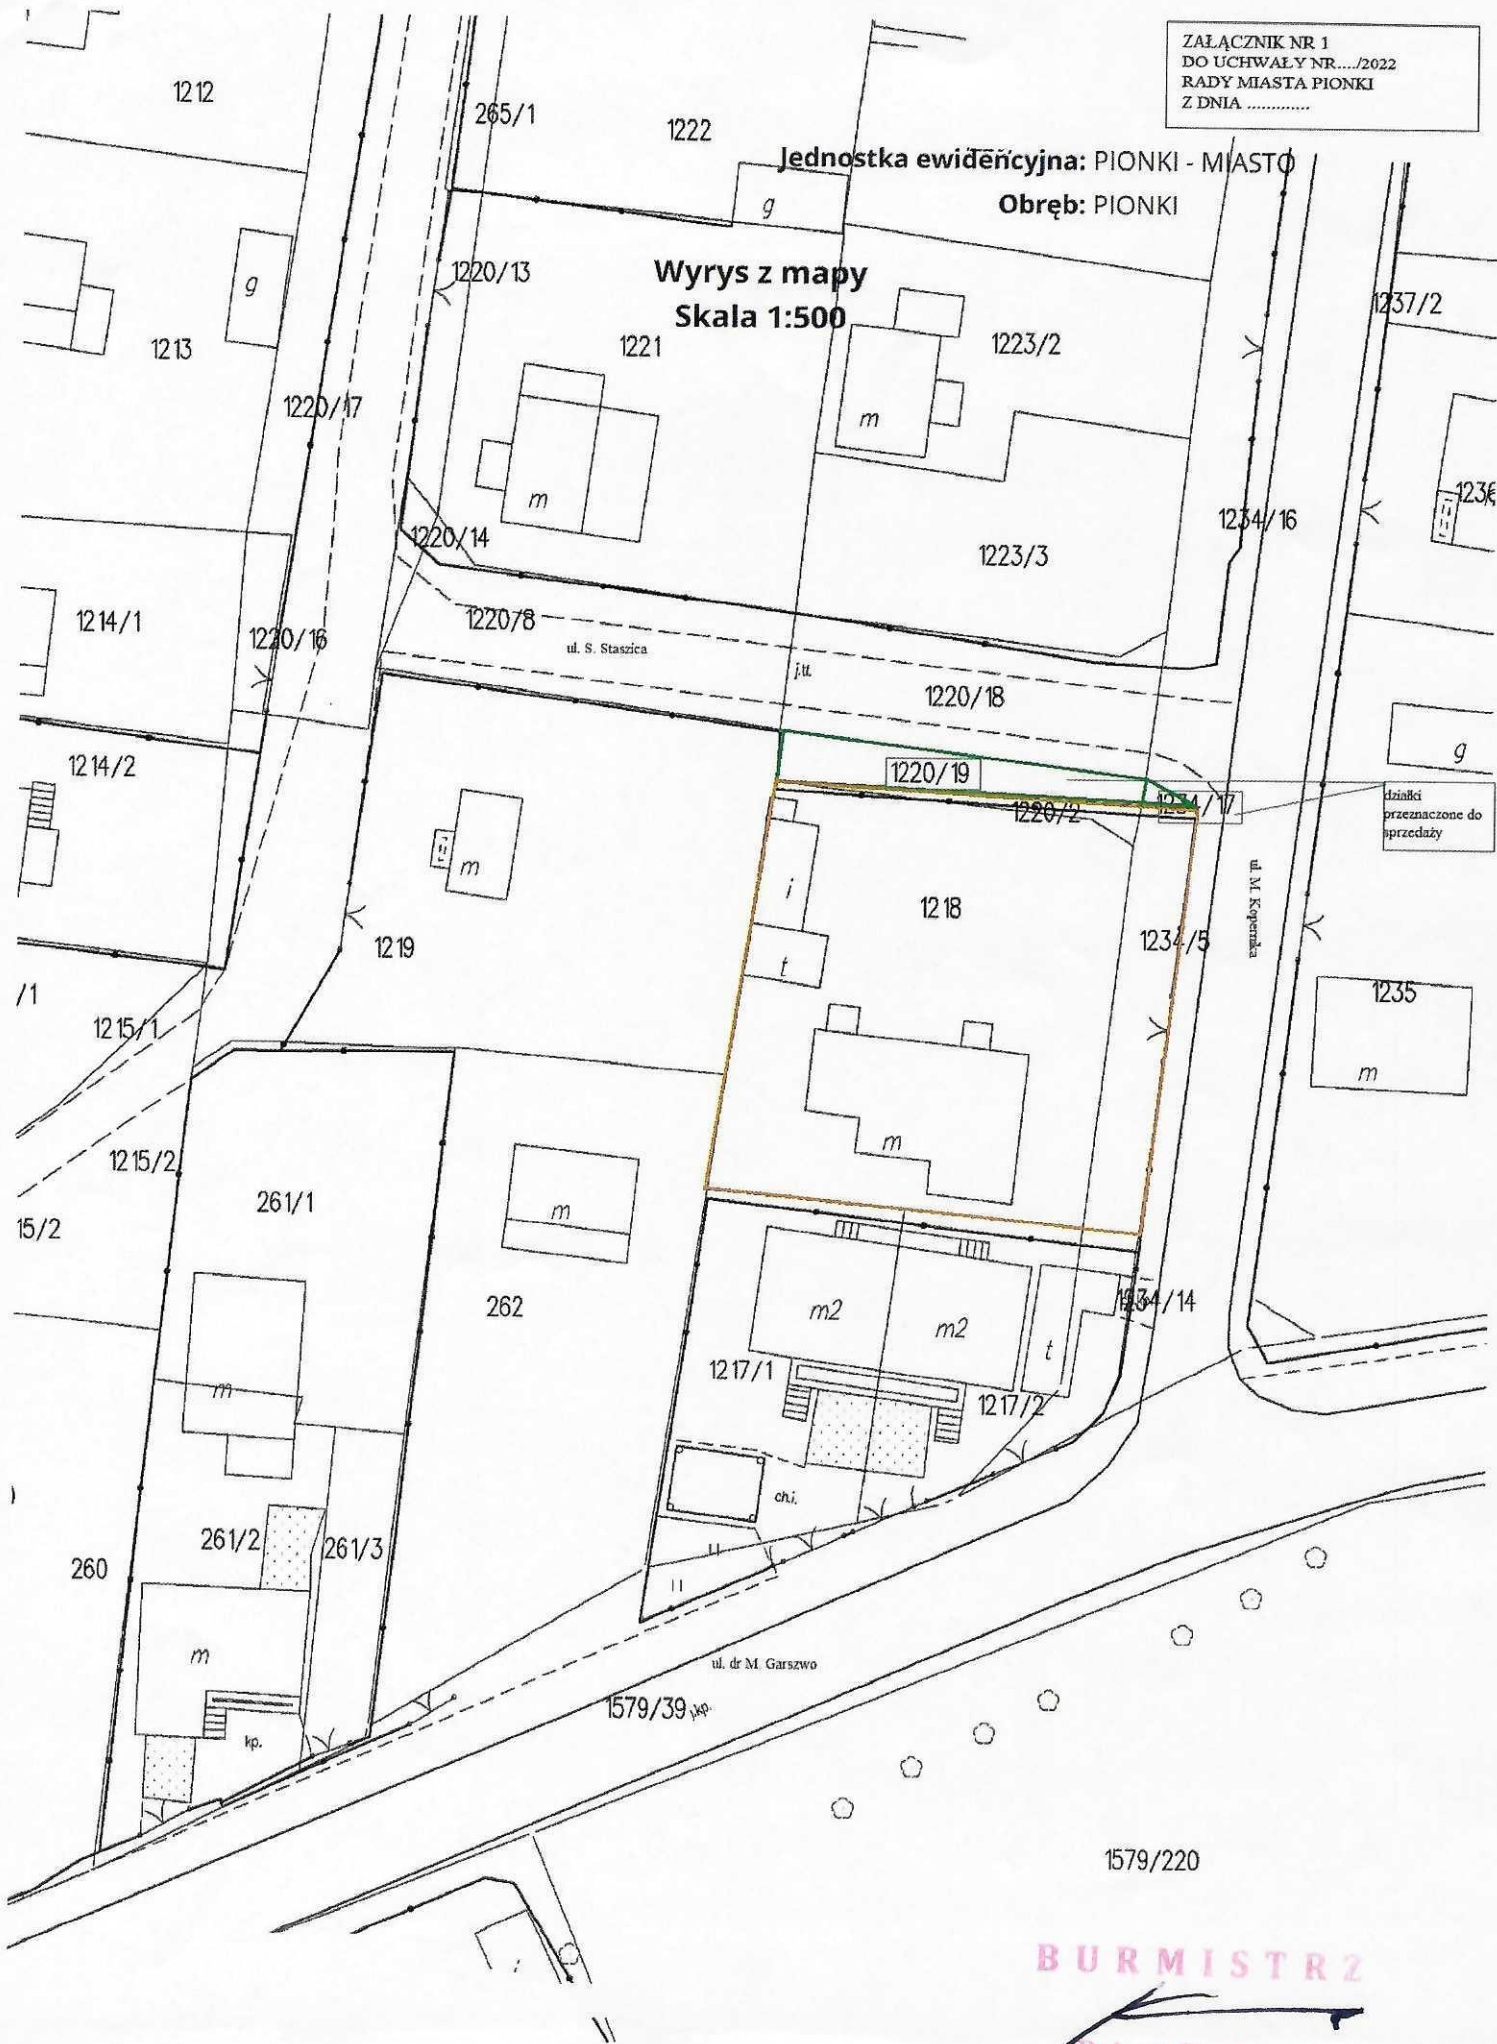 ZAŁĄCZNIK NR 1
DO UCHWAŁY NR..../2022
RADY MIASTA PIONKI
Z DNIA .............
Jednostka ewidencyjna: PIONKI - MIASTO
Obręb: PIONKI
Wyrys z mapy
Skala 1:500
1212
265/1
1222
g
1220/13
g
1213
1221
1223/2
1237/2
1220/17
m
m
1220/14
1223/3
1234/16
1214/1
1220/16
1220/8
ul. S. Staszica
j.tł.
1220/18
1214/2
g
1220/19
1220/2
1234/17
działki
przeznaczone do
sprzedaży
m
i
1218
ul. M. Kopernika
1219
1234/5
t
/1
1215/1
1235
m
m
1215/2
261/1
m
15/2
262
m2
m2
1234/14
t
1217/1
m
1217/2
ch.i.
261/2
261/3
260
m
ul. dr M. Garszwo
1579/39
j.kp.
kp.
1579/220
i
BURMISTRZ